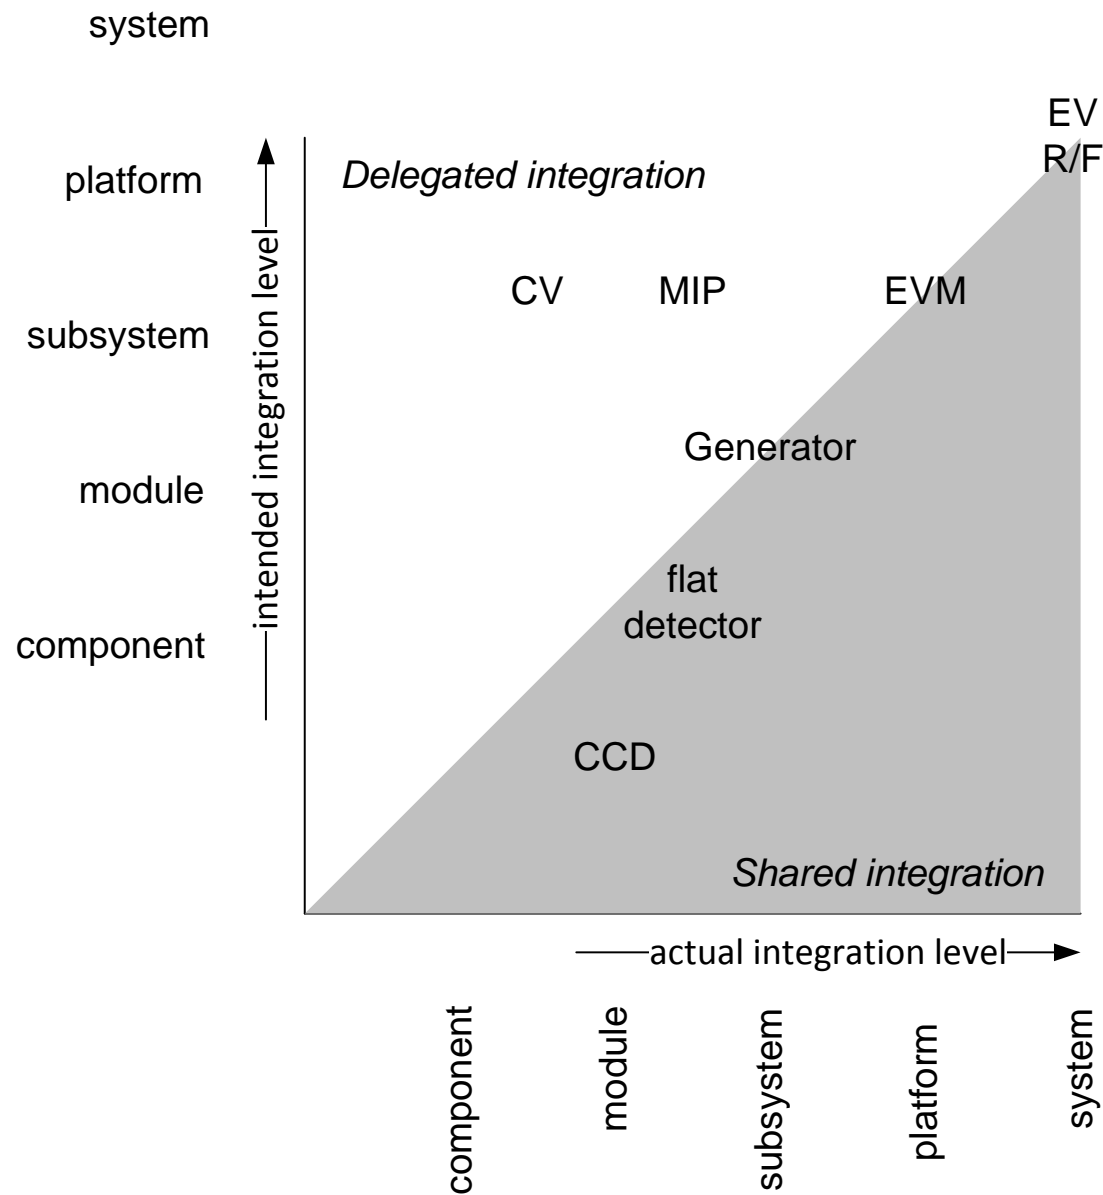 system
EV
R/F
platform
Delegated integration
CV
MIP
EVM
subsystem
intended integration level
Generator
module
flat
detector
component
CCD
Shared integration
actual integration level
component
module
subsystem
platform
system